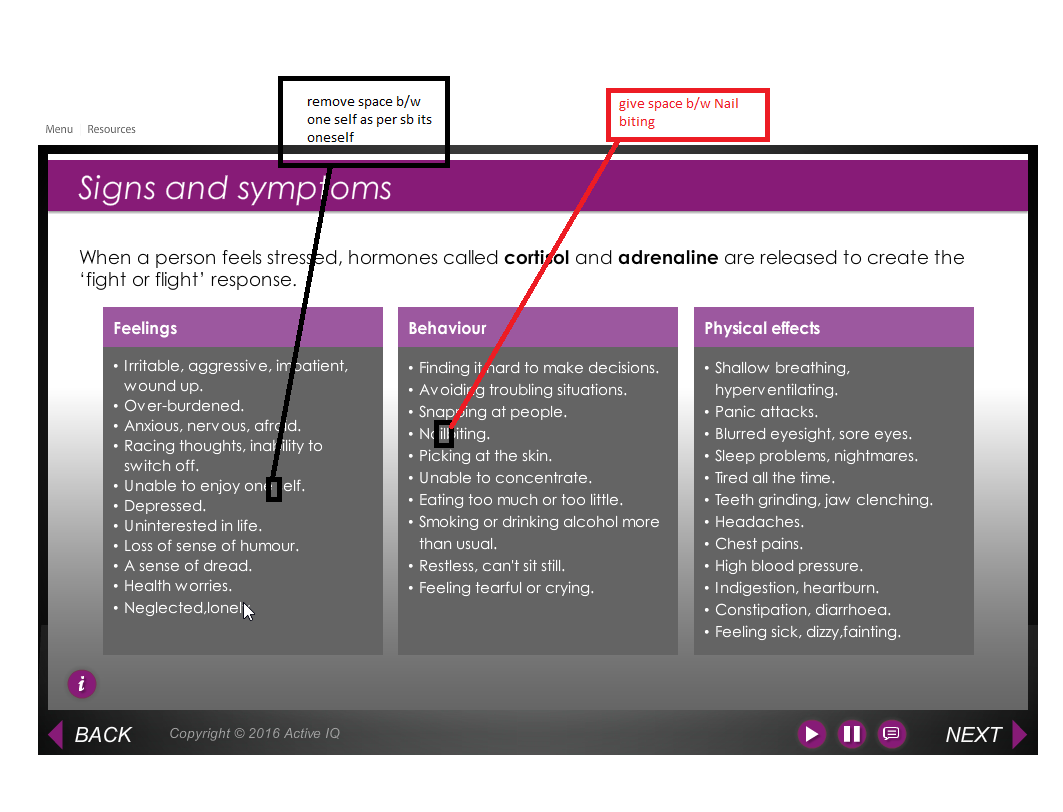 remove space b/w
one self as per sb its
oneself
give space b/w Nail
biting
Menu
Resources
Signs and symptoms
When a person feels stressed, hormones called cortisol and adrenaline are released to create the
‘fight or flight’ response.
Feelings
• Irritable, aggressive, impatient,
wound up.
• Over-burdened.
• Anxious, nervous, afraid.
• Racing thoughts, inability to
switch off.
• Unable to enjoy one self.
• Depressed.
• Uninterested in life.
• Loss of sense of humour.
• A sense of dread.
• Health worries.
• Neglected,lonel
Behaviour
• Finding it hard to make decisions.
• Avoiding troubling situations.
• Snapping at people.
• Nailbiting.
• Picking at the skin.
• Unable to concentrate.
• Eating too much or too little.
• Smoking or drinking alcohol more
than usual.
• Restless, can't sit still.
• Feeling tearful or crying.
Physical effects
• Shallow breathing,
hyperventilating.
• Panic attacks.
• Blurred eyesight, sore eyes.
• Sleep problems, nightmares.
• Tired all the time.
• Teeth grinding, jaw clenching.
• Headaches.
• Chest pains.
• High blood pressure.
• Indigestion, heartburn.
• Constipation, diarrhoea.
• Feeling sick, dizzy,fainting.
i
BACK
Copyright © 2016 Active IQ
NEXT